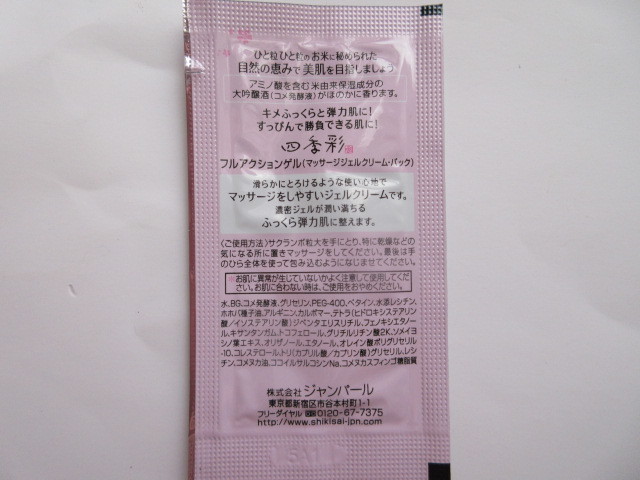 ひと粒ひと粒のお米に秘められた
自然の恵みで美肌を目指しましょう
アミノ酸を含む米由来保湿成分の
大吟醸酒(コメ発酵液)がほのかに香ります。
キメふっくらと弾力肌に!
すっぴんで勝負できる肌に!
四季彩
フルアクションゲル(マッサージジェルクリーム・パック)
滑らかにとろけるような使い心地で
マッサージをしやすいジェルクリームです。
濃密ジェルが潤い満ちる
ふっくら弾力肌に整えます。
〈ご使用方法〉サクランボ粒大を手にとり、特に乾燥などの
気になる所に置きマッサージをしてください。最後は手
のひら全体を使って包み込むようになじませてください。
※お肌に異常が生じていないかよく注意して使用してくだ
さい。お肌に合わない時は、ご使用をおやめください。
水、BG、コメ発酵液、グリセリン、PEG-400、ベタイン、水添レシチン、
ホホバ種子油、アルギニン、カルボマー、テトラ(ヒドロキシステアリン
酸/イソステアリン酸)ジペンタエリスリチル、フェノキシエタノー
ル、キサンタンガム、トコフェロール、グリチルリチン酸2K、ソメイヨ
シノ葉エキス、オリザノール、エタノール、オレイン酸ポリグリセリル
-10、コレステロール、トリ(カプリル酸/カプリン酸)グリセリル、レシ
チン、コメヌカ油、ココイルサルコシンNa、コメヌカスフィンゴ糖脂質
株式会社 ジャンパール
東京都新宿区市谷本村町1-1
フリーダイヤル 0120-67-7375
http://www.shikisai-jpn.com